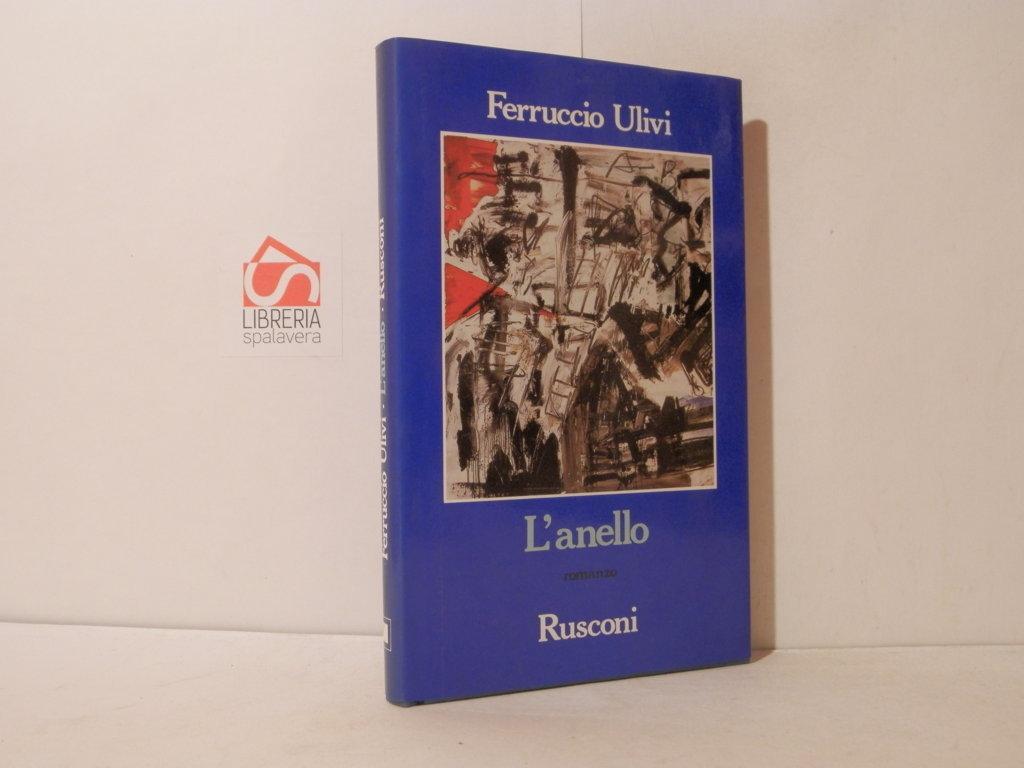 Ferruccio Ulivi
L'anello
romanzo
Rusconi
Ferruccio Ulivi · L'anello · Rusconi
LIBRERIA
spalavera